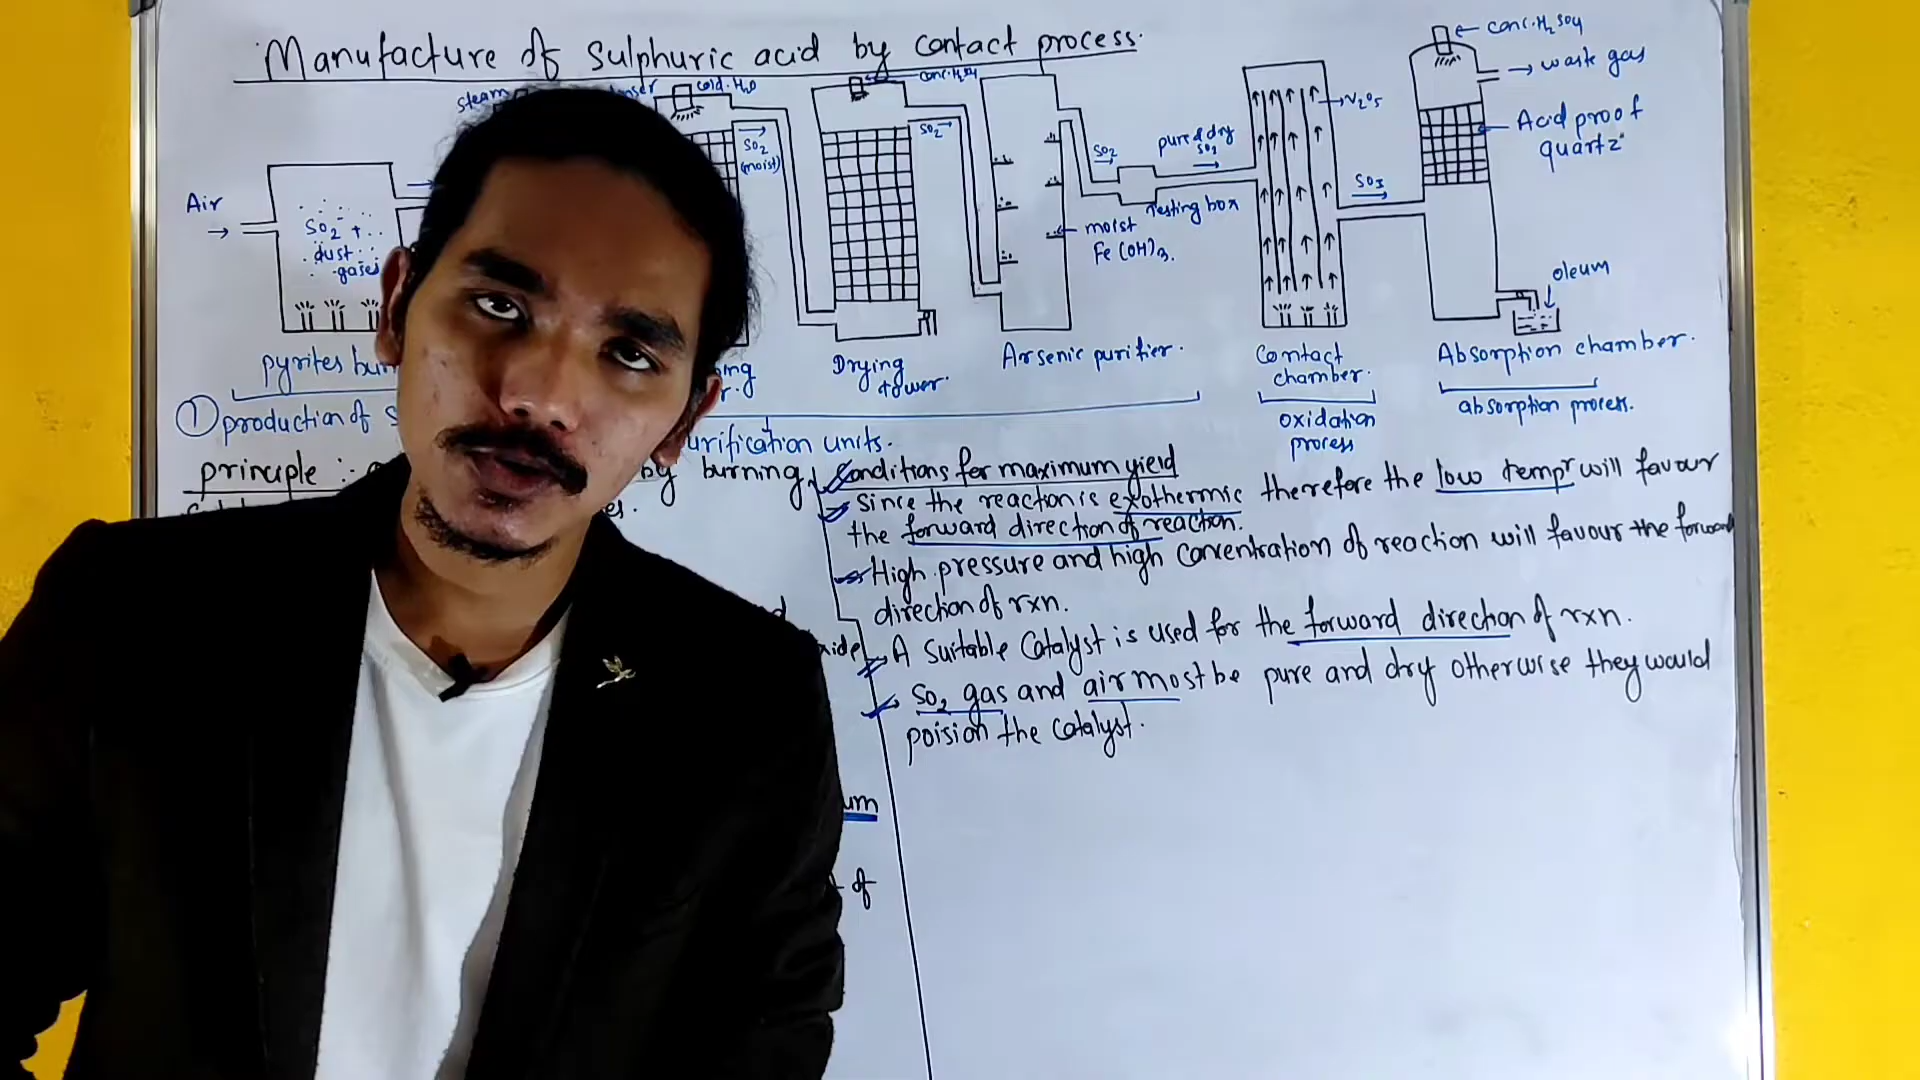 Manufacture of sulphuric acid by contact process.
steam
cold.H₂O
conc.H₂SO₄
conc.H₂SO₄
→ waste gas
Acid proof
quartz
V₂O₅
SO₂
(moist)
SO₂
SO₂
pure & dry
SO₂
Testing box
SO₃
moist
Fe(OH)₃.
oleum
Air
SO₂ +
dust
gases
pyrites
Drying
tower.
Arsenic purifier.
Contact
chamber.
Absorption chamber.
① production of
urification units.
oxidation
process
absorption process.
principle :-
by burning
Conditions for maximum yield
Since the reaction is exothermic therefore the low tempr will favour
the forward direction of reaction.
High pressure and high concentration of reaction will favour the forward
direction of rxn.
A suitable catalyst is used for the forward direction of rxn.
SO₂ gas and air most be pure and dry otherwise they would
poision the catalyst.
of